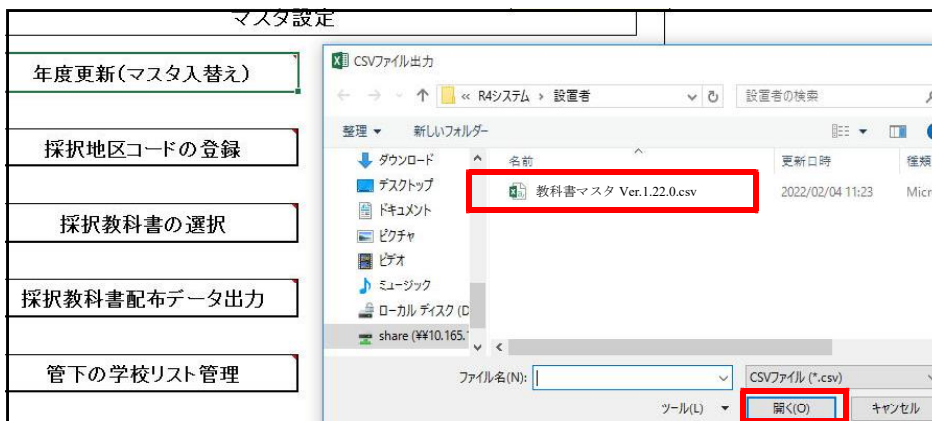 マスタ設定
年度更新(マスタ入替え)
採択地区コードの登録
採択教科書の選択
採択教科書配布データ出力
管下の学校リスト管理
CSVファイル出力
« R4システム › 設置者
設置者の検索
整理
新しいフォルダー
ダウンロード
デスクトップ
ドキュメント
ピクチャ
ビデオ
ミュージック
ローカル ディスク (D
share (¥¥10.165.
名前
更新日時
種類
教科書マスタ Ver.1.22.0.csv
2022/02/04 11:23
Micr
ファイル名(N):
CSVファイル (*.csv)
ツール(L)
開く(O)
キャンセル